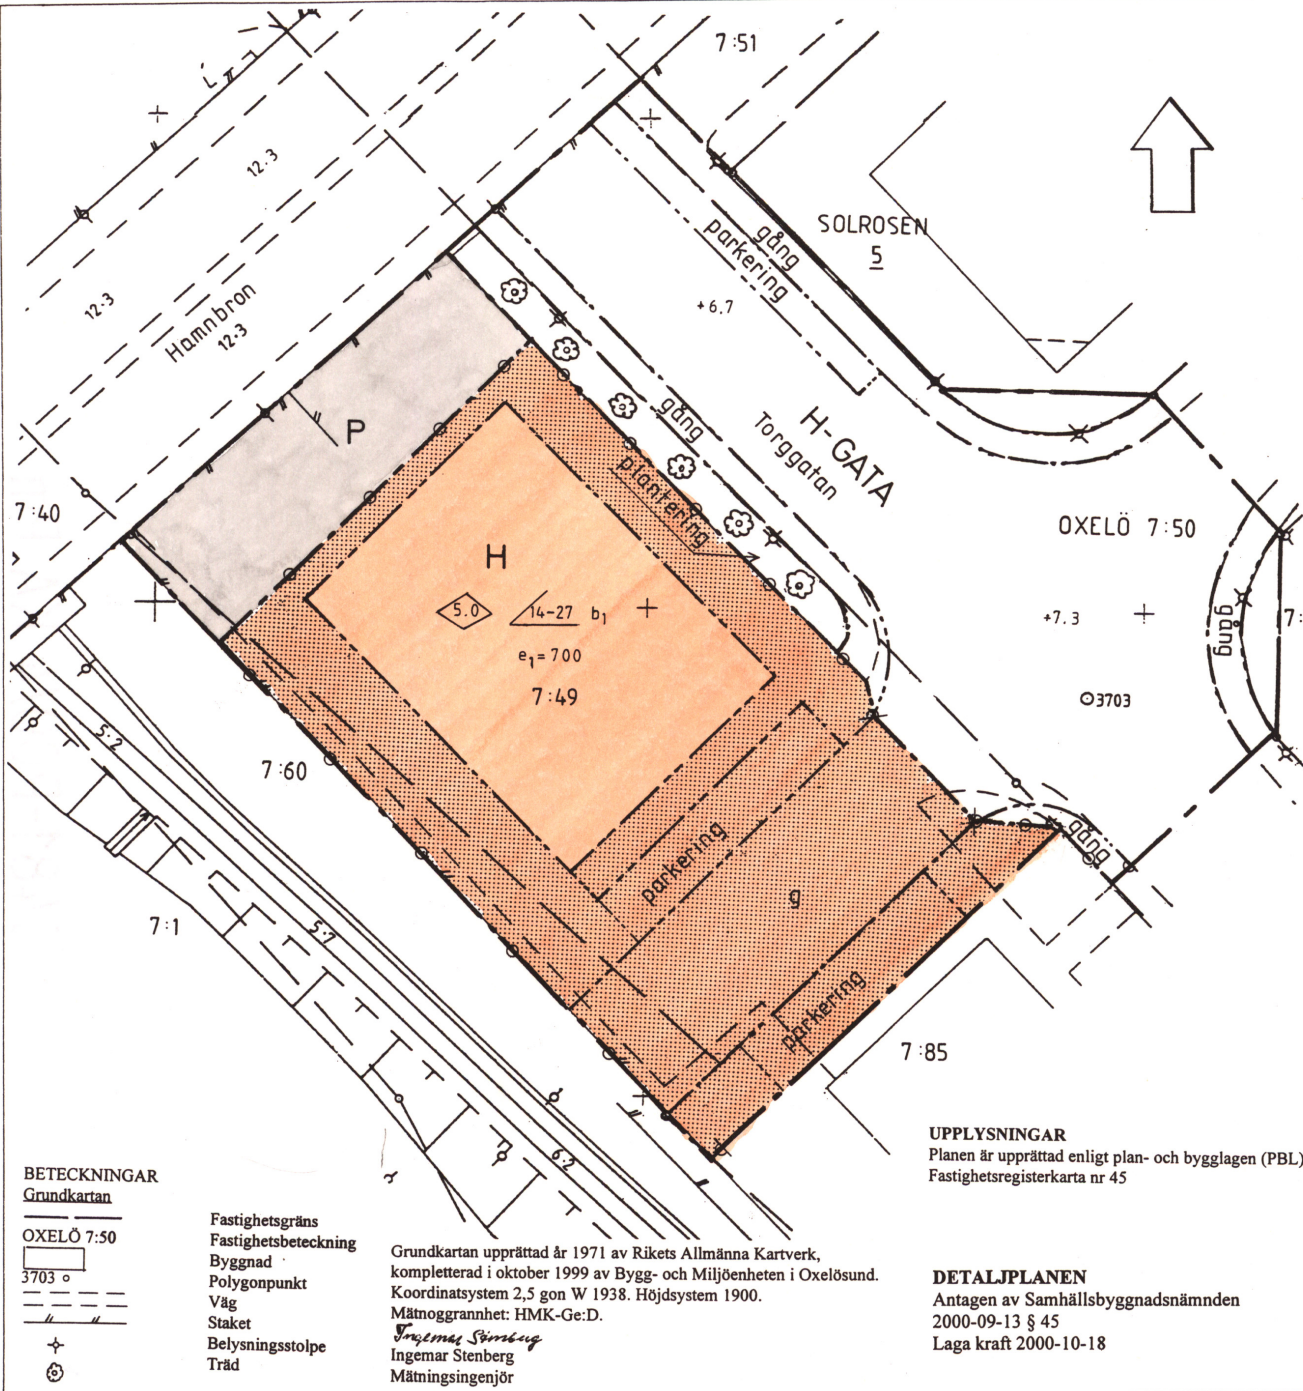 7:51
12.3
SOLROSEN
5
gång
parkering
+6.7
12.3
Hamnbron
12.3
P
gång
H-GATA
Torggatan
plantering
7:40
OXELÖ 7:50
H
5.0
14-27 b1
e1=700
7:49
+7.3
7:
gång
3703
5.2
7:60
parkering
gång
g
7:1
5.7
parkering
7:85
6.2
UPPLYSNINGAR
Planen är upprättad enligt plan- och bygglagen (PBL)
Fastighetsregisterkarta nr 45
BETECKNINGAR
Grundkartan
Fastighetsgräns
OXELÖ 7:50 Fastighetsbeteckning
Byggnad
3703 Polygonpunkt
Väg
Staket
Belysningsstolpe
Träd
Grundkartan upprättad år 1971 av Rikets Allmänna Kartverk,
kompletterad i oktober 1999 av Bygg- och Miljöenheten i Oxelösund.
Koordinatsystem 2,5 gon W 1938. Höjdsystem 1900.
Mätnoggrannhet: HMK-Ge:D.
Ingemar Stenberg
Ingemar Stenberg
Mätningsingenjör
DETALJPLANEN
Antagen av Samhällsbyggnadsnämnden
2000-09-13 § 45
Laga kraft 2000-10-18